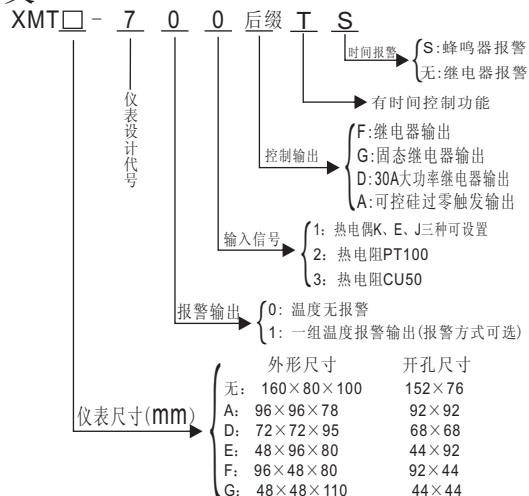 XMT□- 7 0 0 后缀 T S
时间报警
S:蜂鸣器报警
无:继电器报警
有时间控制功能
仪表设计代号
控制输出
F:继电器输出
G:固态继电器输出
D:30A大功率继电器输出
A:可控硅过零触发输出
输入信号
1: 热电偶K、E、J三种可设置
2: 热电阻PT100
3: 热电阻CU50
报警输出
0: 温度无报警
1: 一组温度报警输出(报警方式可选)
仪表尺寸(mm)
外形尺寸 开孔尺寸
无: 160×80×100 152×76
A: 96×96×78 92×92
D: 72×72×95 68×68
E: 48×96×80 44×92
F: 96×48×80 92×44
G: 48×48×110 44×44